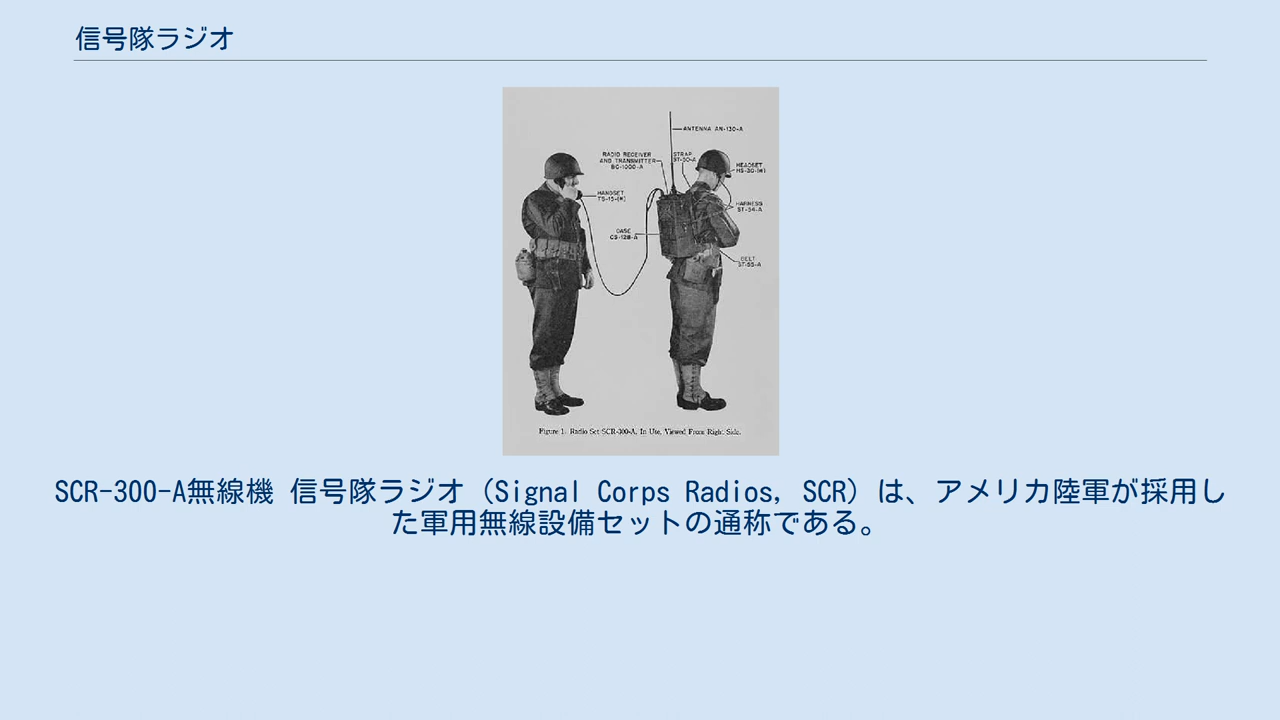 信号隊ラジオ
ANTENNA AN-130-A
RADIO RECEIVER
AND TRANSMITTER
BC-1000-A
STRAP
ST-50-A
HEADSET
HS-30-(*)
HANDSET
TS-15-(*)
HARNESS
ST-54-A
CASE
CS-128-A
BELT
ST-55-A
Figure 1. Radio Set SCR-300-A, In Use, Viewed From Right Side.
SCR-300-A無線機 信号隊ラジオ（Signal Corps Radios, SCR）は、アメリカ陸軍が採用し
た軍用無線設備セットの通称である。